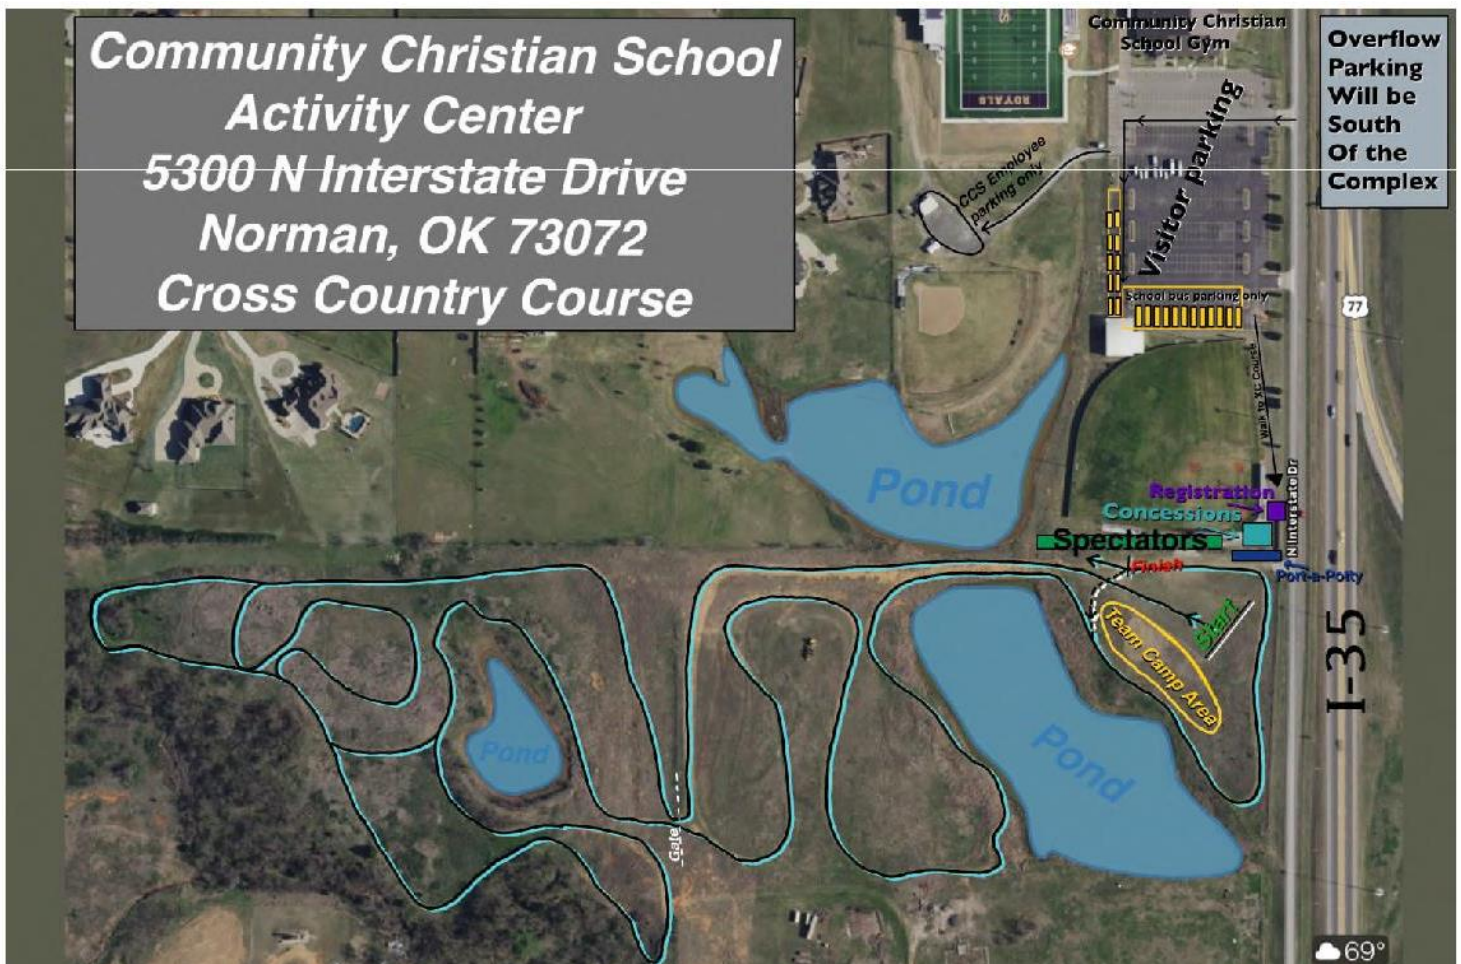 Community Christian School
Activity Center
5300 N Interstate Drive
Norman, OK 73072
Cross Country Course
Community Christian
School Gym
Overflow
Parking
Will be
South
Of the
Complex
ROYALS
CCS Employee
parking only
Visitor parking
School bus parking only
77
Walk to XC Course
Registration
Concessions
N Interstate Dr
Spectators
Finish
Port-a-Potty
Pond
Start
Team Camp Area
Pond
Pond
Gate
I-35
69°